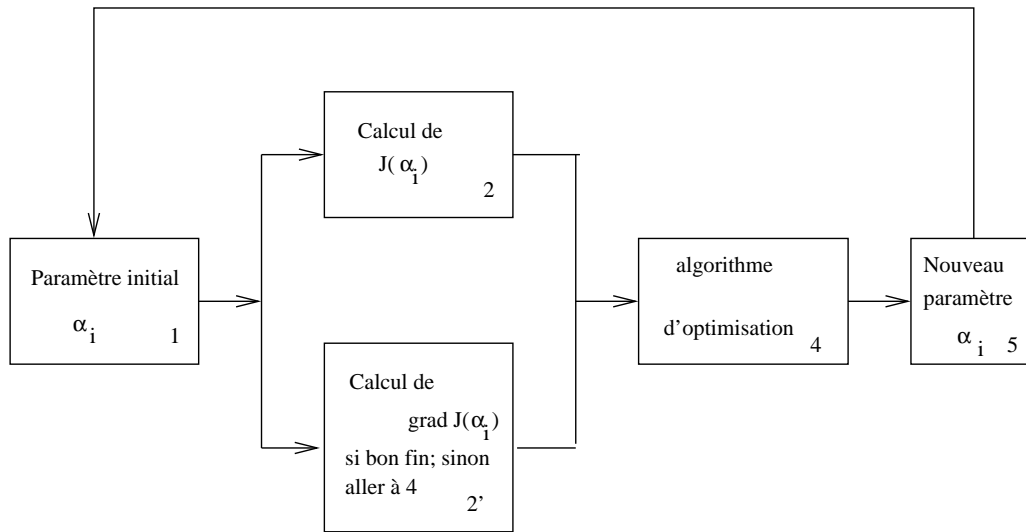 Calcul de
J(α_i)
2
Paramètre initial
α_i
1
algorithme
d'optimisation
4
Nouveau
paramètre
α_i 5
Calcul de
grad J(α_i)
si bon fin; sinon
aller à 4
2'